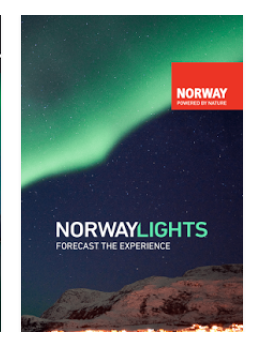 NORWAY
POWERED BY NATURE
NORWAYLIGHTS
FORECAST THE EXPERIENCE